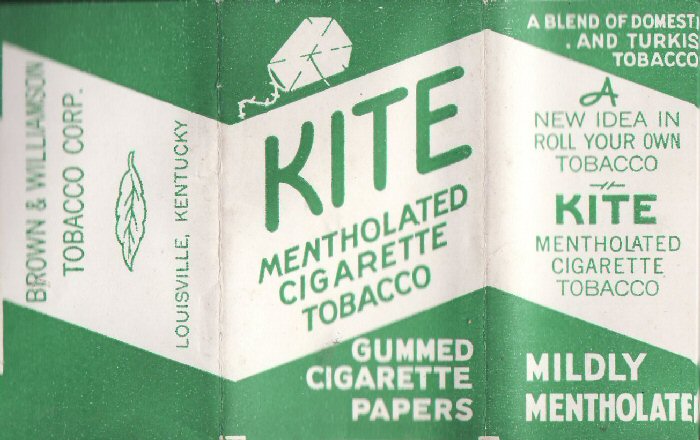 BROWN & WILLIAMSON
TOBACCO CORP.
LOUISVILLE, KENTUCKY
KITE
MENTHOLATED
CIGARETTE
TOBACCO
GUMMED
CIGARETTE
PAPERS
A BLEND OF DOMESTI
. AND TURKIS
TOBACCO
A
NEW IDEA IN
ROLL YOUR OWN
TOBACCO
KITE
MENTHOLATED
CIGARETTE
TOBACCO
MILDLY
MENTHOLATE